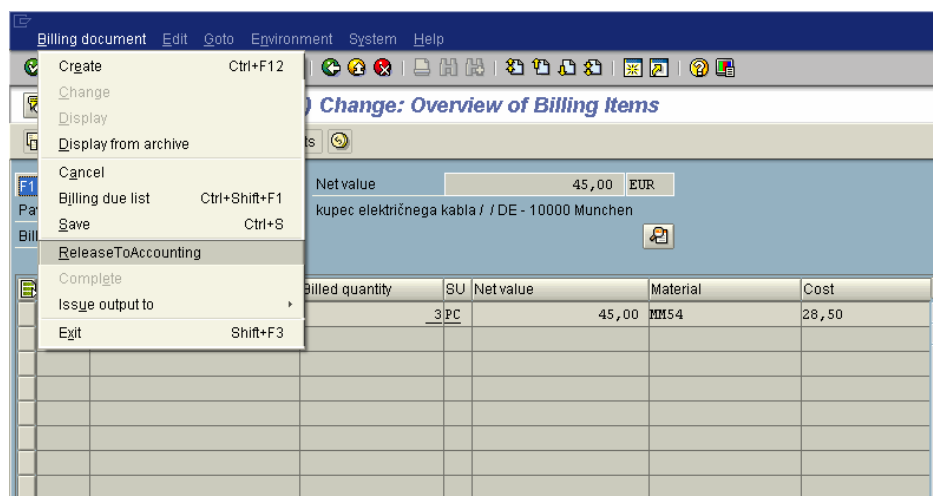 Billing document Edit Goto Environment System Help
Create Ctrl+F12
Change
Display
Display from archive
Cancel
Billing due list Ctrl+Shift+F1
Save Ctrl+S
ReleaseToAccounting
Complete
Issue output to
Exit Shift+F3
) Change: Overview of Billing Items
ts
F1 Net value 45,00 EUR
Pa kupec električnega kabla / / DE - 10000 Munchen
Bill
Billed quantity SU Net value Material Cost
3 PC 45,00 MM54 28,50